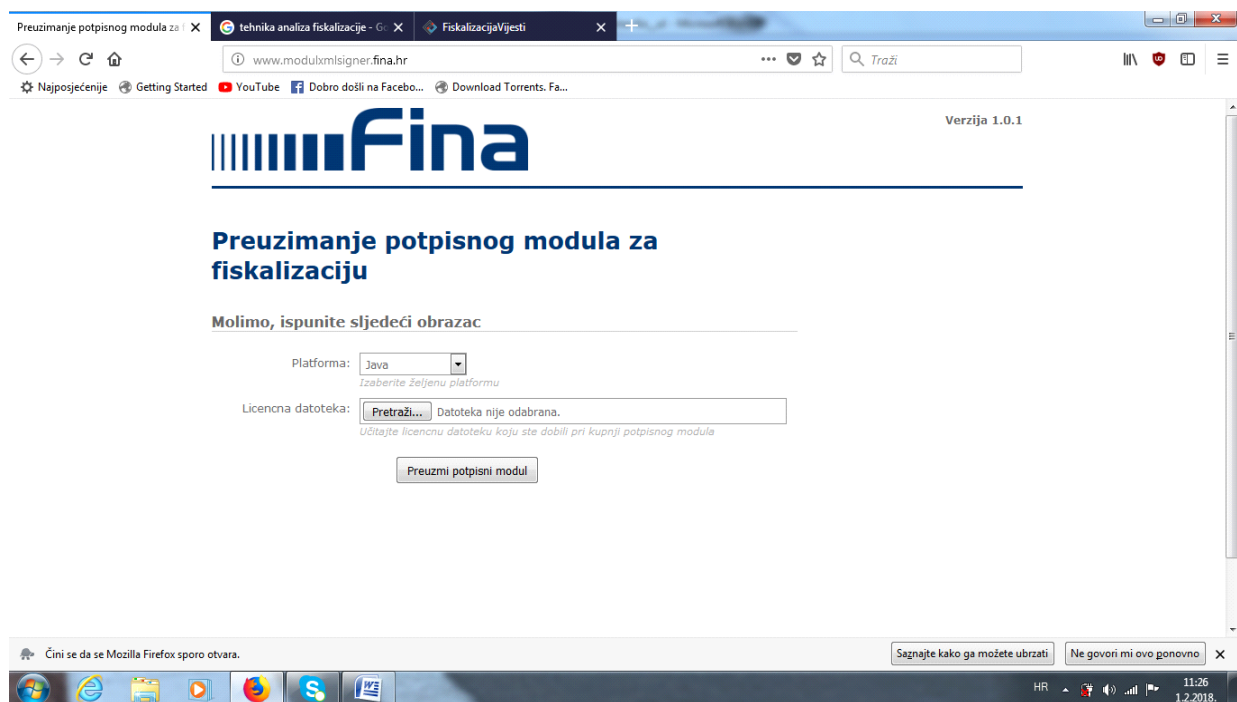 Preuzimanje potpisnog modula za f
tehnika analiza fiskalizacije - Go
FiskalizacijaVijesti
www.modulxmlsigner.fina.hr
Traži
Najposjećenije Getting Started YouTube Dobro došli na Facebo... Download Torrents. Fa...
Fina
Verzija 1.0.1
Preuzimanje potpisnog modula za
fiskalizaciju
Molimo, ispunite sljedeći obrazac
Platforma: Java
Izaberite željenu platformu
Licencna datoteka: Pretraži... Datoteka nije odabrana.
Učitajte licencnu datoteku koju ste dobili pri kupnji potpisnog modula
Preuzmi potpisni modul
Čini se da se Mozilla Firefox sporo otvara. Saznajte kako ga možete ubrzati Ne govori mi ovo ponovno
HR 11:26
1.2.2018.